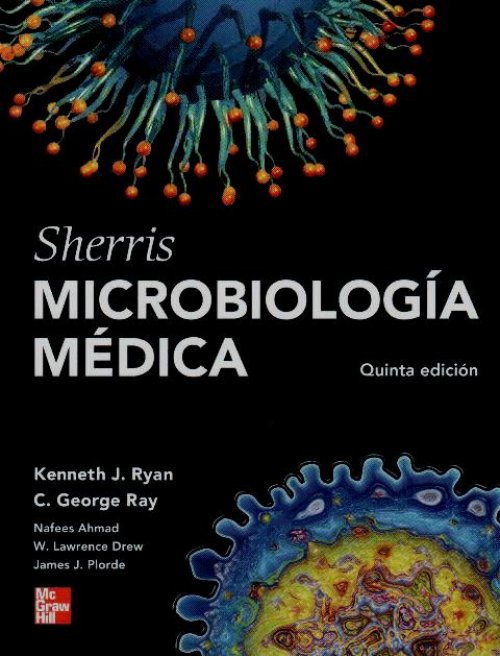 Sherris
MICROBIOLOGÍA
MÉDICA
Quinta edición
Kenneth J. Ryan
C. George Ray
Nafees Ahmad
W. Lawrence Drew
James J. Plorde
Mc
Graw
Hill